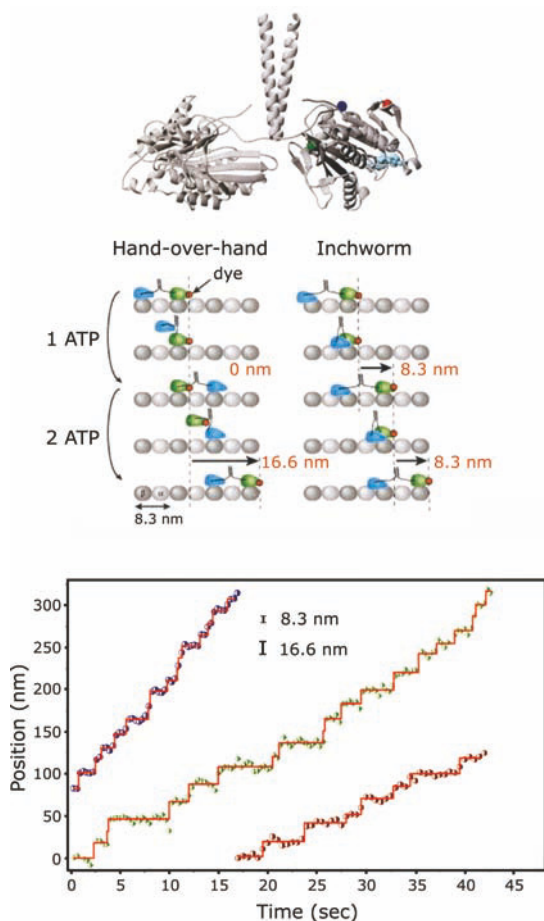 Hand-over-hand Inchworm
dye
1 ATP
0 nm
8.3 nm
2 ATP
16.6 nm
8.3 nm
β α
8.3 nm
300
250
200
150
100
50
0
Position (nm)
8.3 nm
16.6 nm
0 5 10 15 20 25 30 35 40 45
Time (sec)